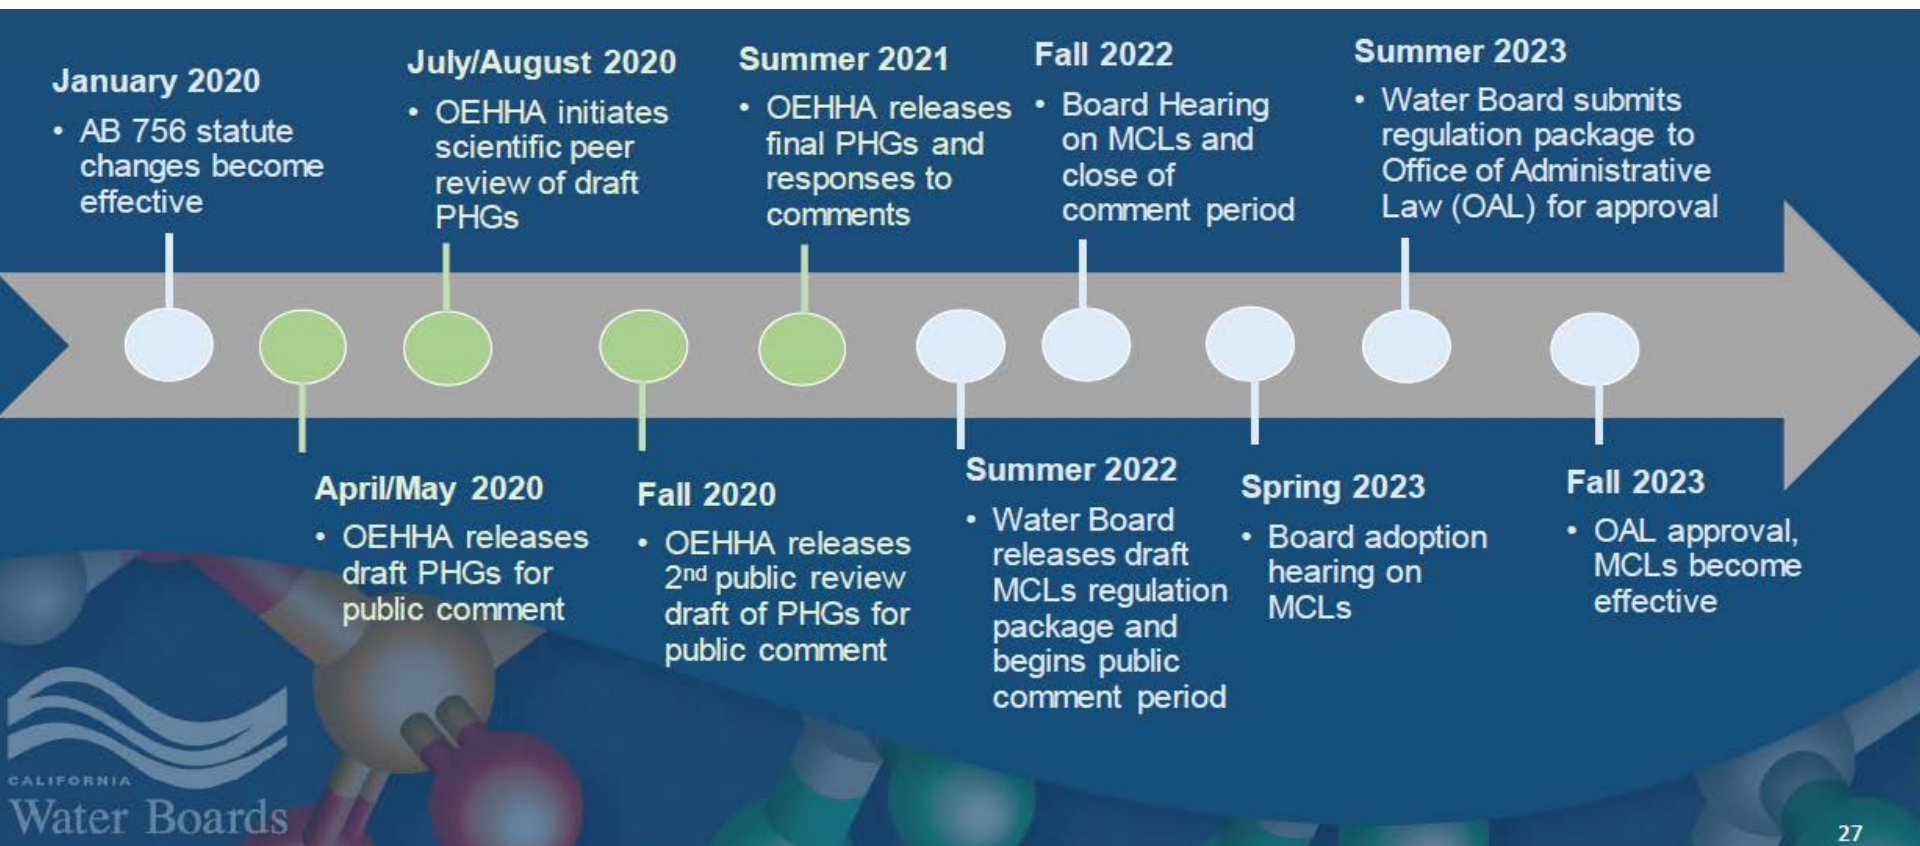 January 2020
• AB 756 statute
changes become
effective
July/August 2020
• OEHHA initiates
scientific peer
review of draft
PHGs
Summer 2021
• OEHHA releases
final PHGs and
responses to
comments
Fall 2022
• Board Hearing
on MCLs and
close of
comment period
Summer 2023
• Water Board submits
regulation package to
Office of Administrative
Law (OAL) for approval
April/May 2020
• OEHHA releases
draft PHGs for
public comment
Fall 2020
• OEHHA releases
2nd public review
draft of PHGs for
public comment
Summer 2022
• Water Board
releases draft
MCLs regulation
package and
begins public
comment period
Spring 2023
• Board adoption
hearing on
MCLs
Fall 2023
• OAL approval,
MCLs become
effective
CALIFORNIA
Water Boards
27